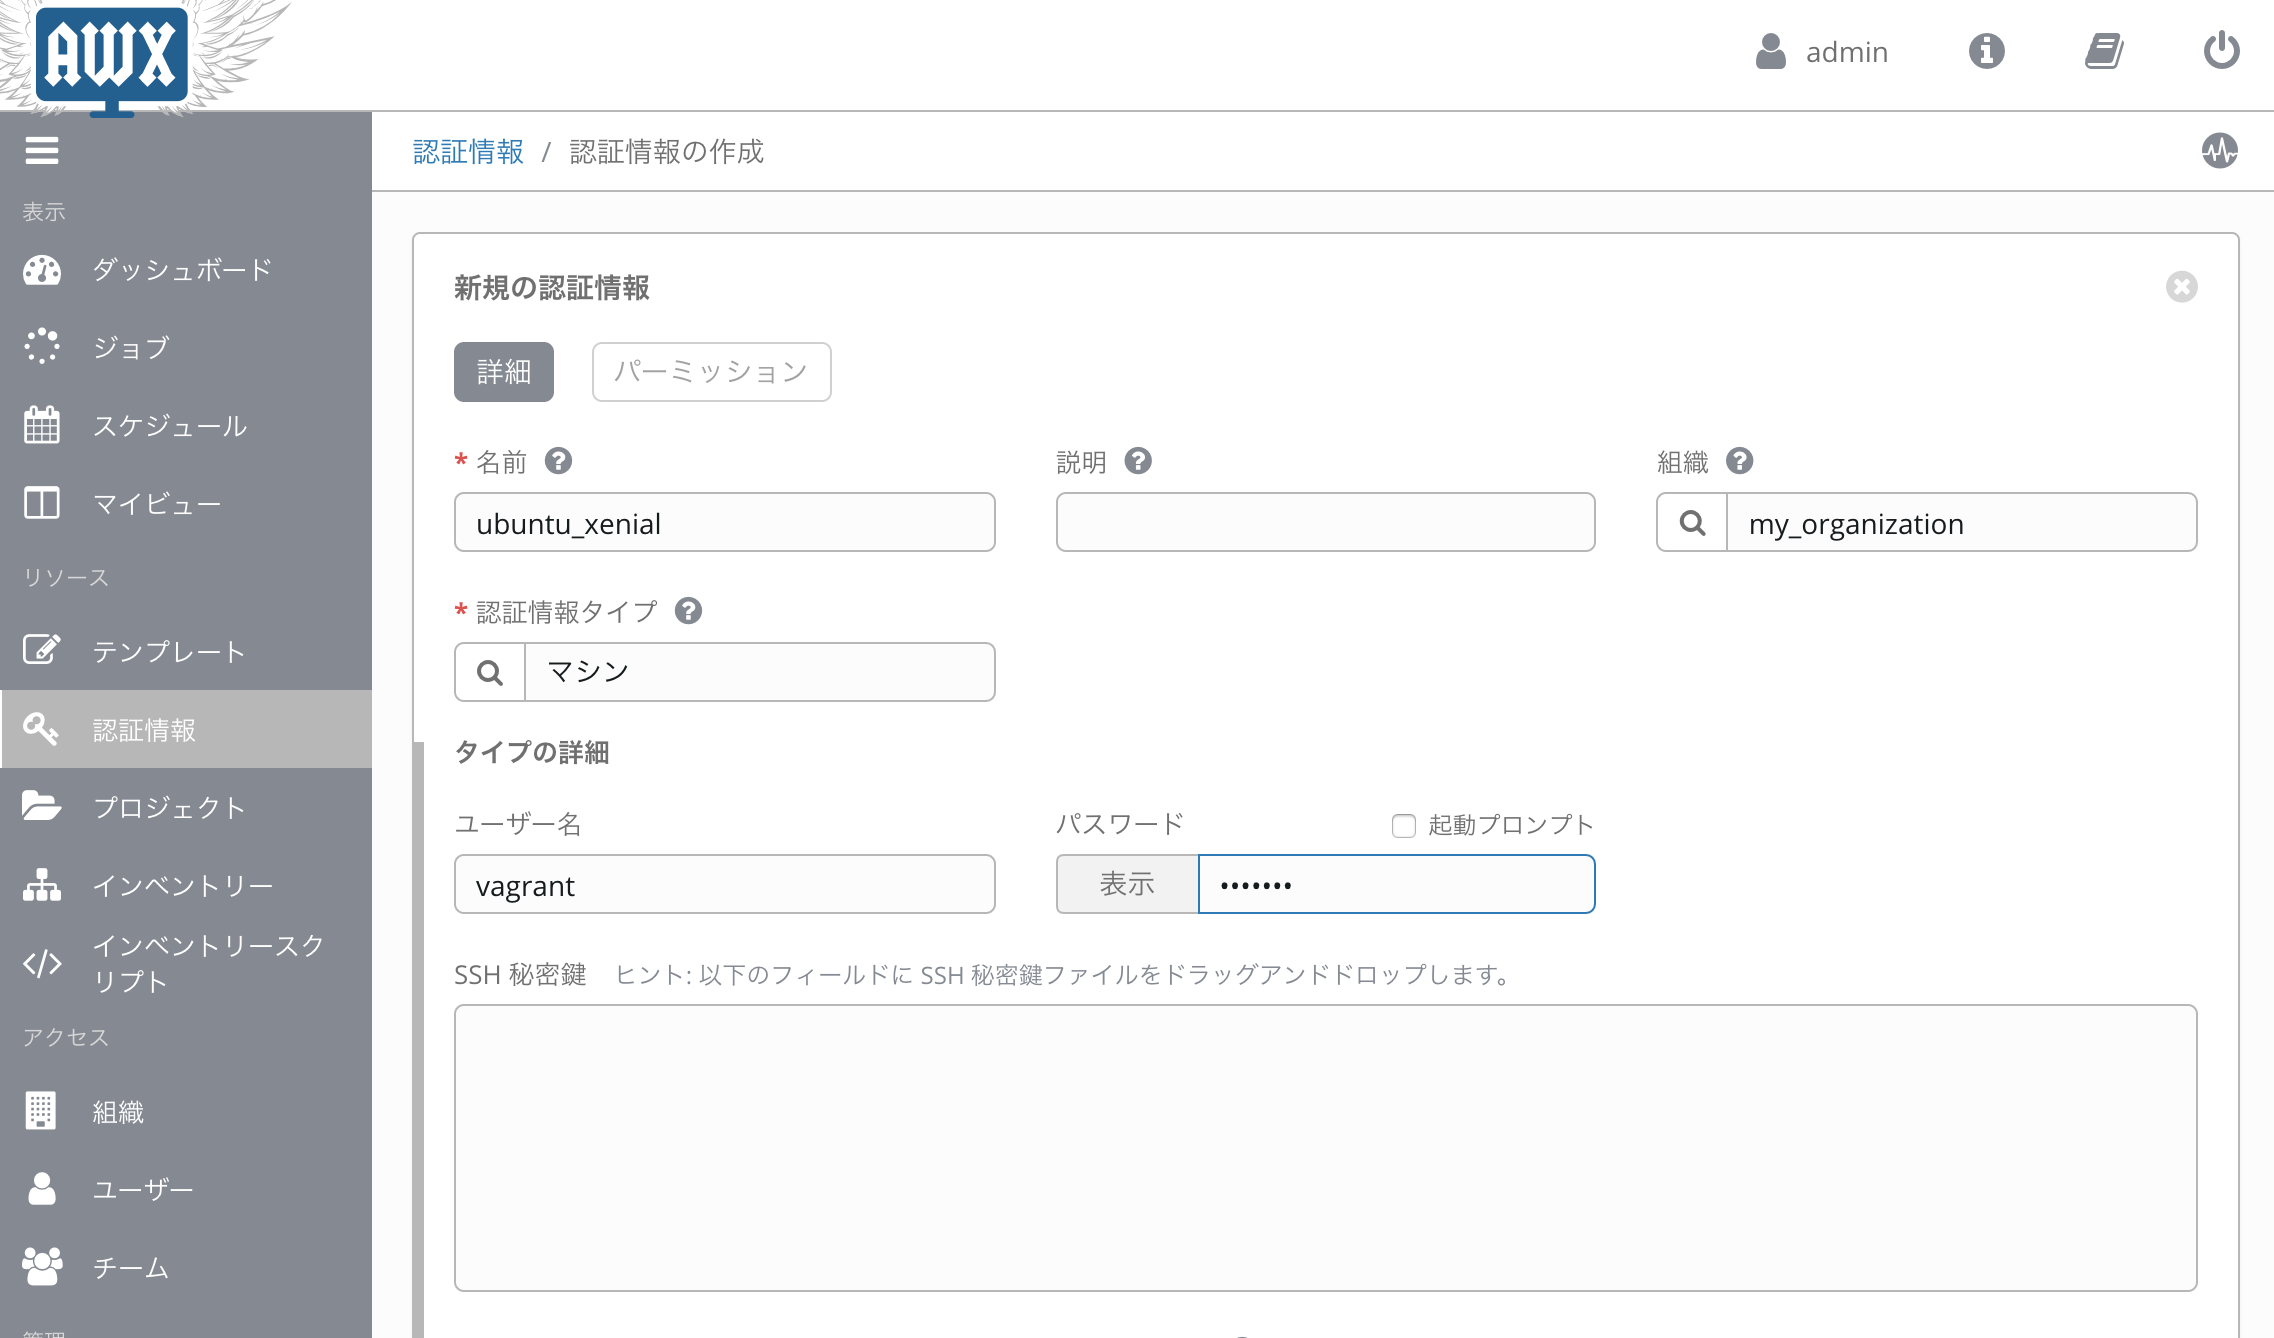 AWX
admin
認証情報 / 認証情報の作成
表示
ダッシュボード
ジョブ
スケジュール
マイビュー
リソース
テンプレート
認証情報
プロジェクト
インベントリー
インベントリースク
リプト
アクセス
組織
ユーザー
チーム
管理
新規の認証情報
詳細 パーミッション
* 名前 説明 組織
ubuntu_xenial my_organization
* 認証情報タイプ
マシン
タイプの詳細
ユーザー名 パスワード 起動プロンプト
vagrant 表示 •••••••
SSH 秘密鍵 ヒント: 以下のフィールドに SSH 秘密鍵ファイルをドラッグアンドドロップします。